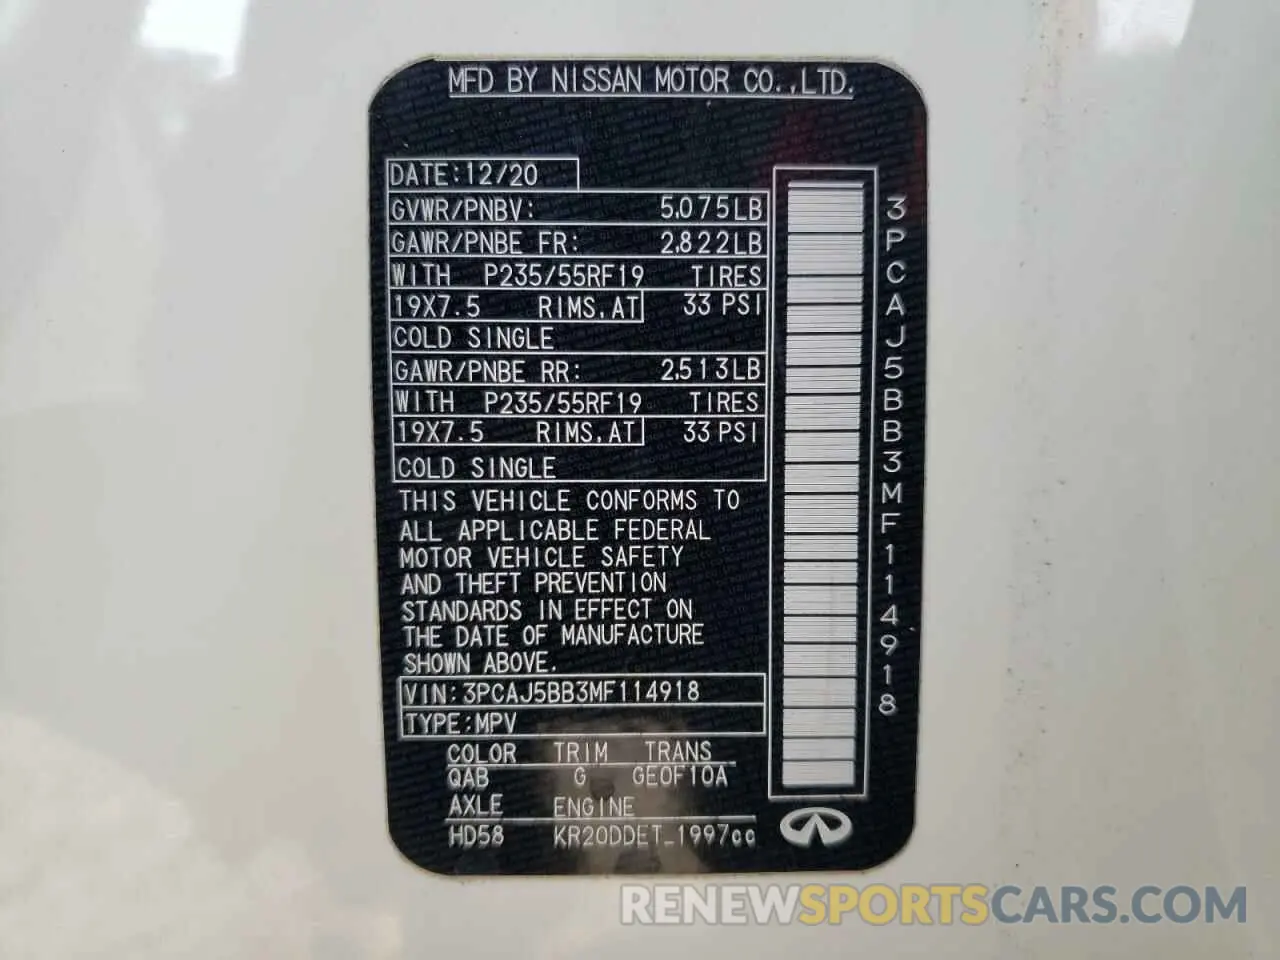 MFD BY NISSAN MOTOR CO.,LTD.
DATE:12/20
GVWR/PNBV: 5.075LB
GAWR/PNBE FR: 2.822LB
WITH P235/55RF19 TIRES
19X7.5 RIMS.AT 33 PSI
COLD SINGLE
GAWR/PNBE RR: 2.513LB
WITH P235/55RF19 TIRES
19X7.5 RIMS.AT 33 PSI
COLD SINGLE
THIS VEHICLE CONFORMS TO
ALL APPLICABLE FEDERAL
MOTOR VEHICLE SAFETY
AND THEFT PREVENTION
STANDARDS IN EFFECT ON
THE DATE OF MANUFACTURE
SHOWN ABOVE.
VIN:3PCAJ5BB3MF114918
TYPE:MPV
COLOR TRIM TRANS
QAB G GE0F10A
AXLE ENGINE
HD58 KR20DDET_1997cc
3PCAJ5BB3MF114918
RENEWSPORTSCARS.COM